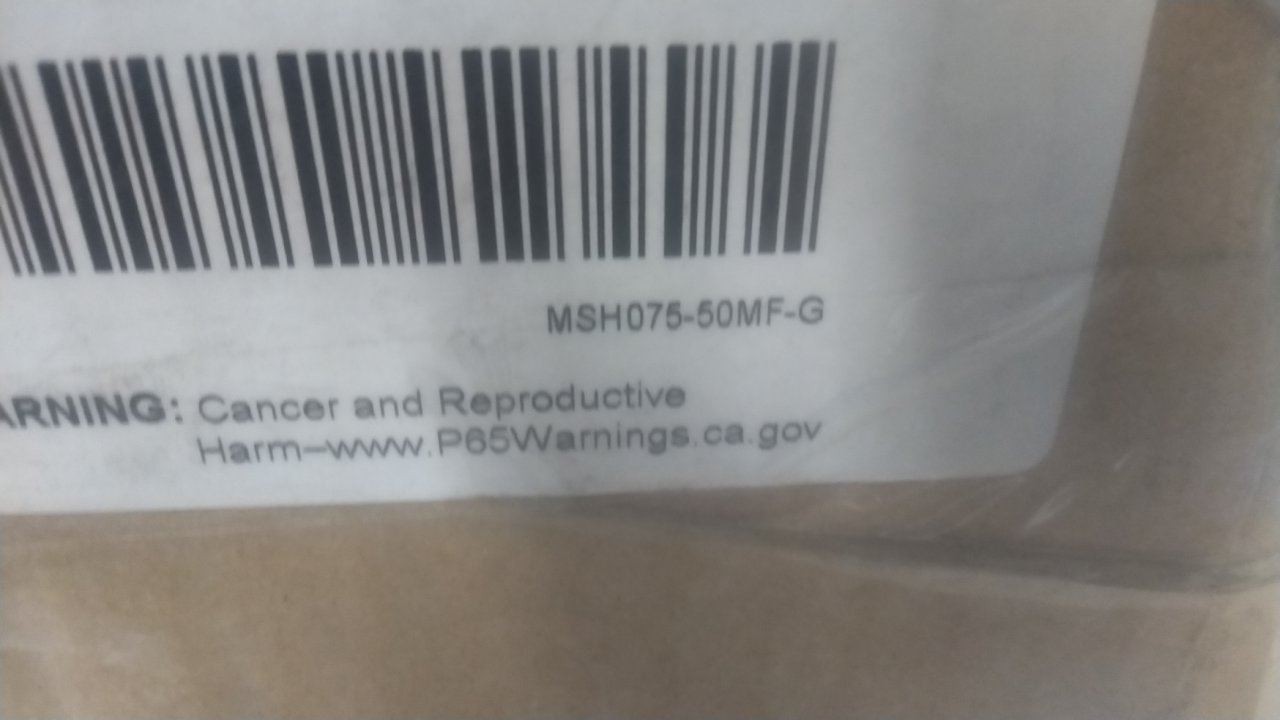 MSH075-50MF-G
ARNING: Cancer and Reproductive
Harm–www.P65Warnings.ca.gov